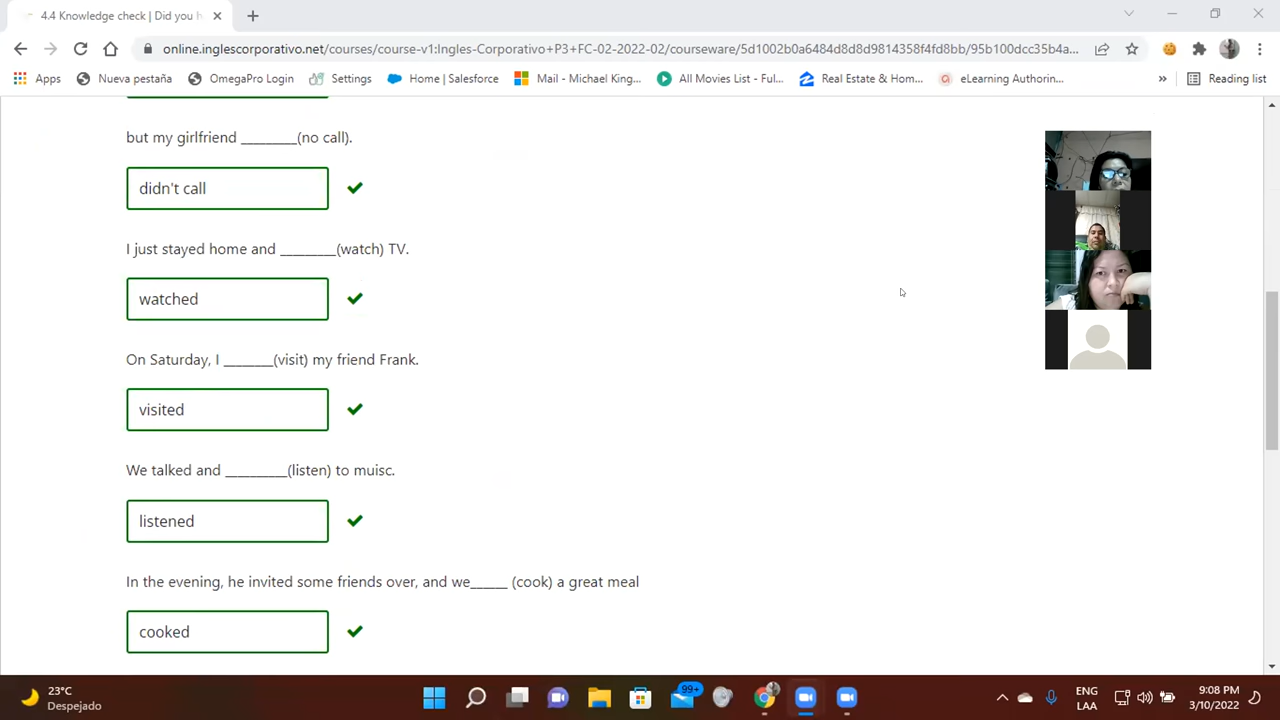 4.4 Knowledge check | Did you h
online.inglescorporativo.net/courses/course-v1:Ingles-Corporativo+P3+FC-02-2022-02/courseware/5d1002b0a6484d8d8d9814358f4fd8bb/95b100dcc35b4a...
Apps Nueva pestaña OmegaPro Login Settings Home | Salesforce Mail - Michael King... All Movies List - Ful... Real Estate & Hom... eLearning Authorin... » Reading list
but my girlfriend _________(no call).
didn't call
I just stayed home and _________(watch) TV.
watched
On Saturday, I ________(visit) my friend Frank.
visited
We talked and __________(listen) to muisc.
listened
In the evening, he invited some friends over, and we______ (cook) a great meal
cooked
23°C
Despejado
99+
ENG
LAA
9:08 PM
3/10/2022